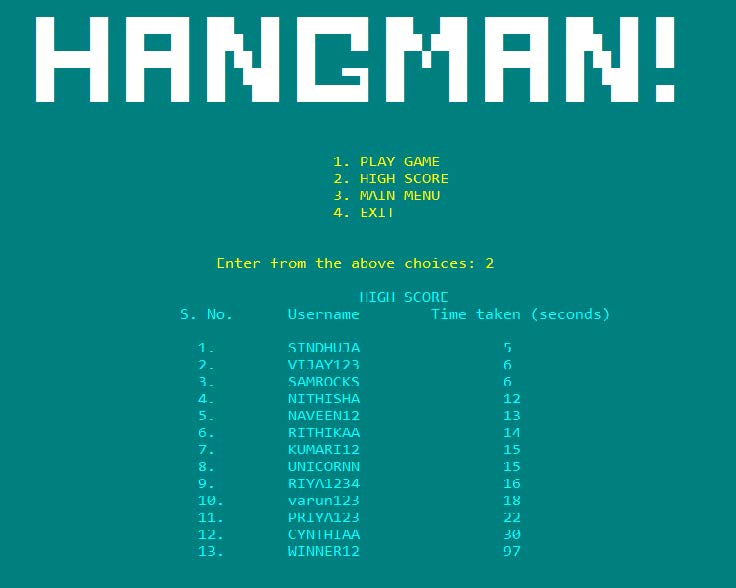 HANGMAN!
1. PLAY GAME
2. HIGH SCORE
3. MAIN MENU
4. EXIT
Enter from the above choices: 2
HIGH SCORE
S. No. Username Time taken (seconds)
1. SINDHUJA 5
2. VIJAY123 6
3. SAMROCKS 6
4. NITHISHA 12
5. NAVEEN12 13
6. RITHIKAA 14
7. KUMARI12 15
8. UNICORNN 15
9. RIYA1234 16
10. varun123 18
11. PRIYA123 22
12. CYNTHIAA 30
13. WINNER12 97